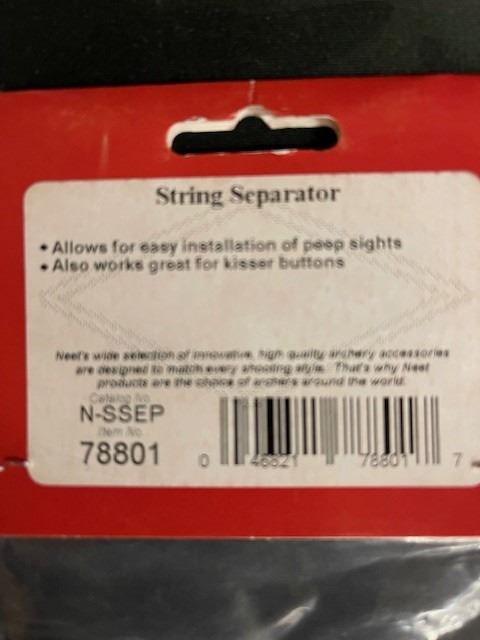 String Separator
• Allows for easy installation of peep sights
• Also works great for kisser buttons
Neet's wide selection of innovative, high quality archery accessories
are designed to match every shooting style. That's why Neet
products are the choice of archers around the world.
Catalog No.
N-SSEP
Item No.
78801
0 46821 78801 7